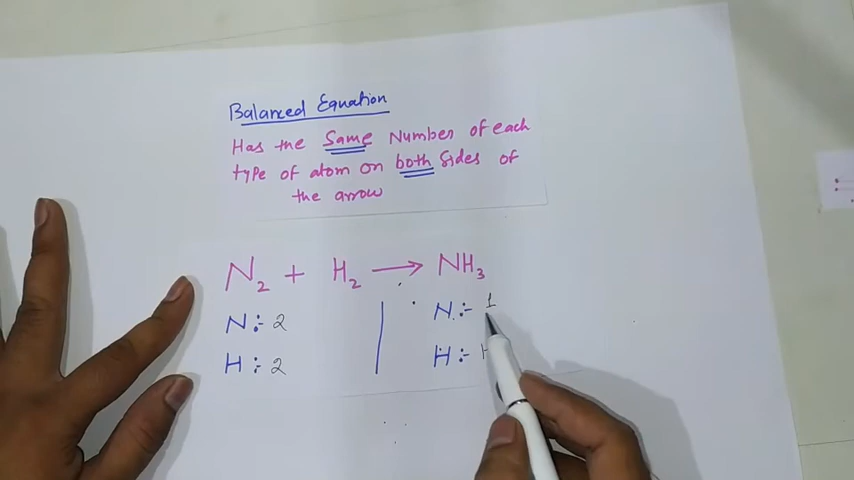 Balanced Equation
Has the Same Number of each
type of atom on both sides of
the arrow
N₂ + H₂ → NH₃
N :- 2 | N :- 1
H :- 2 | H :-